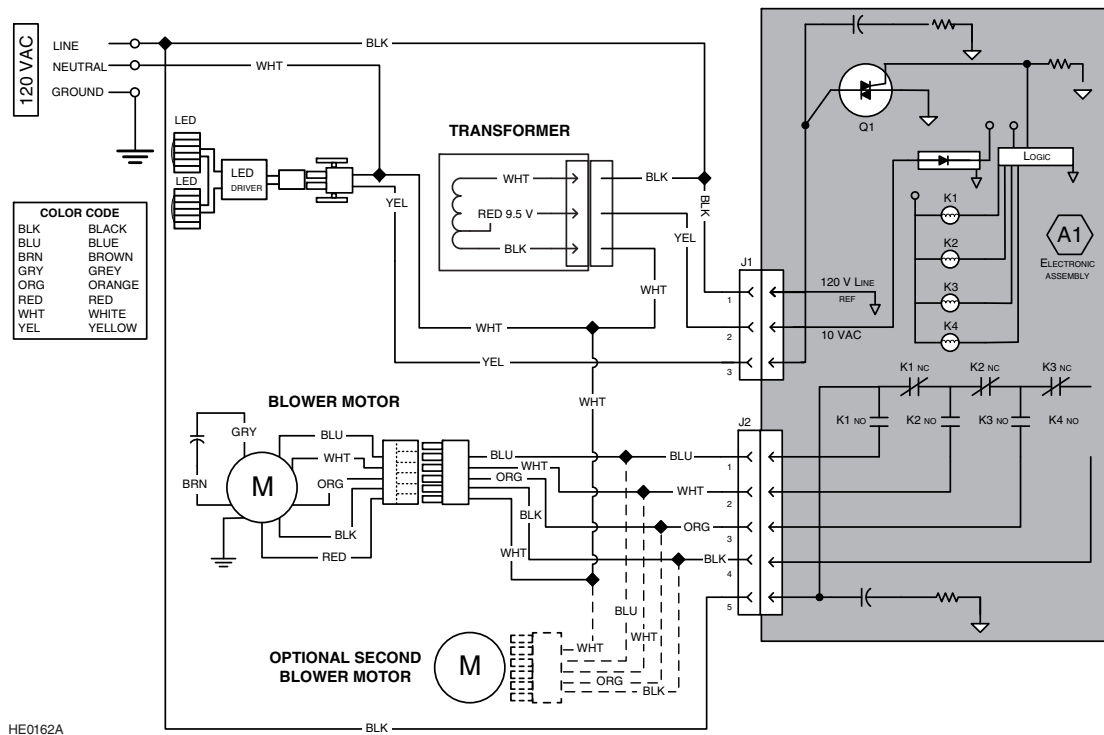 120 VAC
LINE
NEUTRAL
GROUND
BLK
WHT
LED
LED
LED
DRIVER
YEL
TRANSFORMER
WHT
RED 9.5 V
BLK
BLK
BLK
YEL
WHT
WHT
YEL
WHT
COLOR CODE
BLK BLACK
BLU BLUE
BRN BROWN
GRY GREY
ORG ORANGE
RED RED
WHT WHITE
YEL YELLOW
Q1
LOGIC
K1
K2
K3
K4
A1
ELECTRONIC
ASSEMBLY
J1
1
2
3
120 V LINE
REF
10 VAC
K1 NC
K2 NC
K3 NC
K1 NO
K2 NO
K3 NO
K4 NO
BLOWER MOTOR
GRY
BRN
M
BLU
WHT
ORG
BLK
RED
BLU
WHT
ORG
BLK
WHT
BLU
WHT
ORG
BLK
J2
1
2
3
4
5
BLU
WHT
OPTIONAL SECOND
BLOWER MOTOR
M
WHT
ORG
BLK
BLK
HE0162A